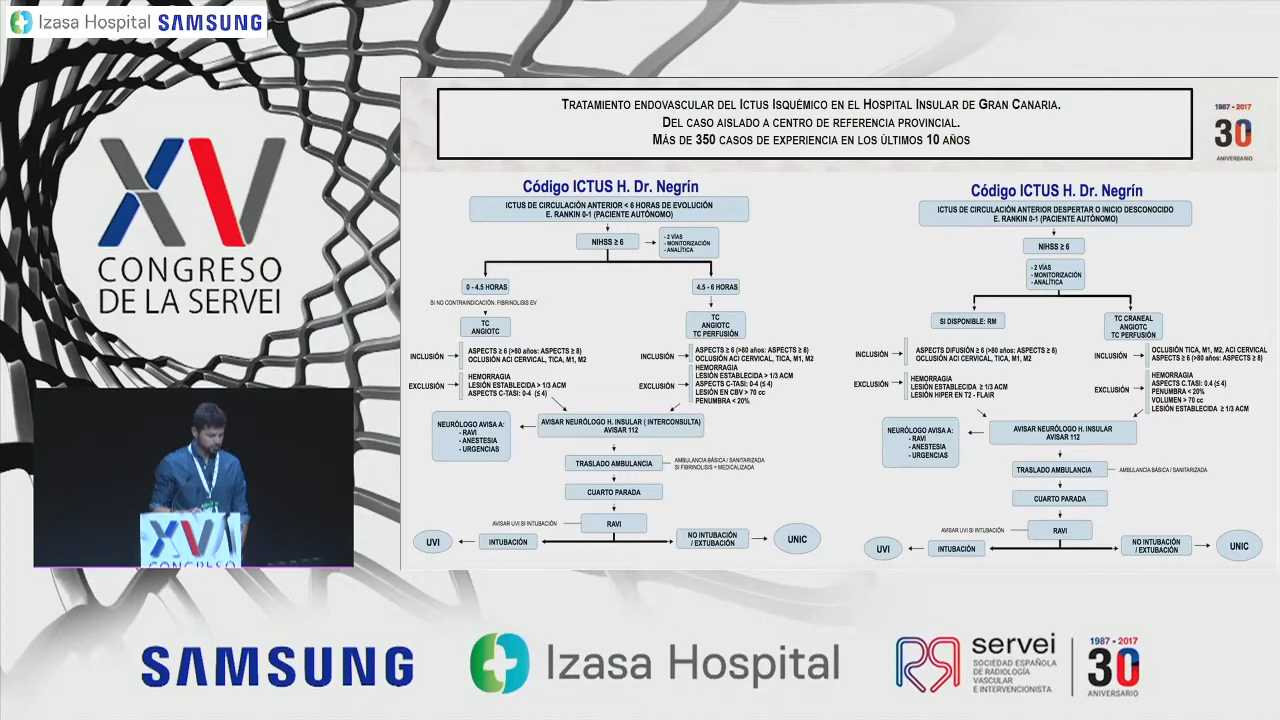 Izasa Hospital SAMSUNG
XV
CONGRESO
DE LA SERVEI
TRATAMIENTO ENDOVASCULAR DEL ICTUS ISQUÉMICO EN EL HOSPITAL INSULAR DE GRAN CANARIA.
DEL CASO AISLADO A CENTRO DE REFERENCIA PROVINCIAL.
MÁS DE 350 CASOS DE EXPERIENCIA EN LOS ÚLTIMOS 10 AÑOS
1987 - 2017
30
ANIVERSARIO
Código ICTUS H. Dr. Negrín
ICTUS DE CIRCULACIÓN ANTERIOR < 6 HORAS DE EVOLUCIÓN
E. RANKIN 0-1 (PACIENTE AUTÓNOMO)
NIHSS ≥ 6
- 2 VÍAS
- MONITORIZACIÓN
- ANALÍTICA
0 - 4.5 HORAS
4.5 - 6 HORAS
SI NO CONTRAINDICACIÓN: FIBRINOLISIS EV
TC
ANGIOTC
TC
ANGIOTC
TC PERFUSIÓN
INCLUSIÓN
ASPECTS ≥ 6 (>80 años: ASPECTS ≥ 8)
OCLUSIÓN ACI CERVICAL, TICA, M1, M2
EXCLUSIÓN
HEMORRAGIA
LESIÓN ESTABLECIDA > 1/3 ACM
ASPECTS C-TASI: 0-4 (≤ 4)
INCLUSIÓN
ASPECTS ≥ 6 (>80 años: ASPECTS ≥ 8)
OCLUSIÓN ACI CERVICAL, TICA, M1, M2
EXCLUSIÓN
HEMORRAGIA
LESIÓN ESTABLECIDA > 1/3 ACM
ASPECTS C-TASI: 0-4 (≤ 4)
LESIÓN EN CBV > 70 cc
PENUMBRA < 20%
NEURÓLOGO AVISA A:
- RAVI
- ANESTESIA
- URGENCIAS
AVISAR NEURÓLOGO H. INSULAR ( INTERCONSULTA)
AVISAR 112
TRASLADO AMBULANCIA
AMBULANCIA BÁSICA / SANITARIZADA
SI FIBRINOLISIS = MEDICALIZADA
CUARTO PARADA
AVISAR UVI SI INTUBACIÓN
RAVI
UVI
INTUBACIÓN
NO INTUBACIÓN
/ EXTUBACIÓN
UNIC
Código ICTUS H. Dr. Negrín
ICTUS DE CIRCULACIÓN ANTERIOR DESPERTAR O INICIO DESCONOCIDO
E. RANKIN 0-1 (PACIENTE AUTÓNOMO)
NIHSS ≥ 6
- 2 VÍAS
- MONITORIZACIÓN
- ANALÍTICA
SI DISPONIBLE: RM
TC CRANEAL
ANGIOTC
TC PERFUSIÓN
INCLUSIÓN
ASPECTS DIFUSIÓN ≥ 6 (>80 años: ASPECTS ≥ 8)
OCLUSIÓN ACI CERVICAL, TICA, M1, M2
EXCLUSIÓN
HEMORRAGIA
LESIÓN ESTABLECIDA ≥ 1/3 ACM
LESIÓN HIPER EN T2 - FLAIR
INCLUSIÓN
OCLUSIÓN TICA, M1, M2, ACI CERVICAL
ASPECTS ≥ 6 (>80 años: ASPECTS ≥ 8)
EXCLUSIÓN
HEMORRAGIA
ASPECTS C.TASI: 0.4 (≤ 4)
PENUMBRA < 20%
VOLUMEN > 70 cc
LESIÓN ESTABLECIDA ≥ 1/3 ACM
NEURÓLOGO AVISA A:
- RAVI
- ANESTESIA
- URGENCIAS
AVISAR NEURÓLOGO H. INSULAR
AVISAR 112
TRASLADO AMBULANCIA
AMBULANCIA BÁSICA / SANITARIZADA
CUARTO PARADA
AVISAR UVI SI INTUBACIÓN
RAVI
UVI
INTUBACIÓN
NO INTUBACIÓN
/ EXTUBACIÓN
UNIC
XV
CONGRESO
SAMSUNG
Izasa Hospital
servei
SOCIEDAD ESPAÑOLA
DE RADIOLOGÍA
VASCULAR
E INTERVENCIONISTA
1987 - 2017
30
ANIVERSARIO